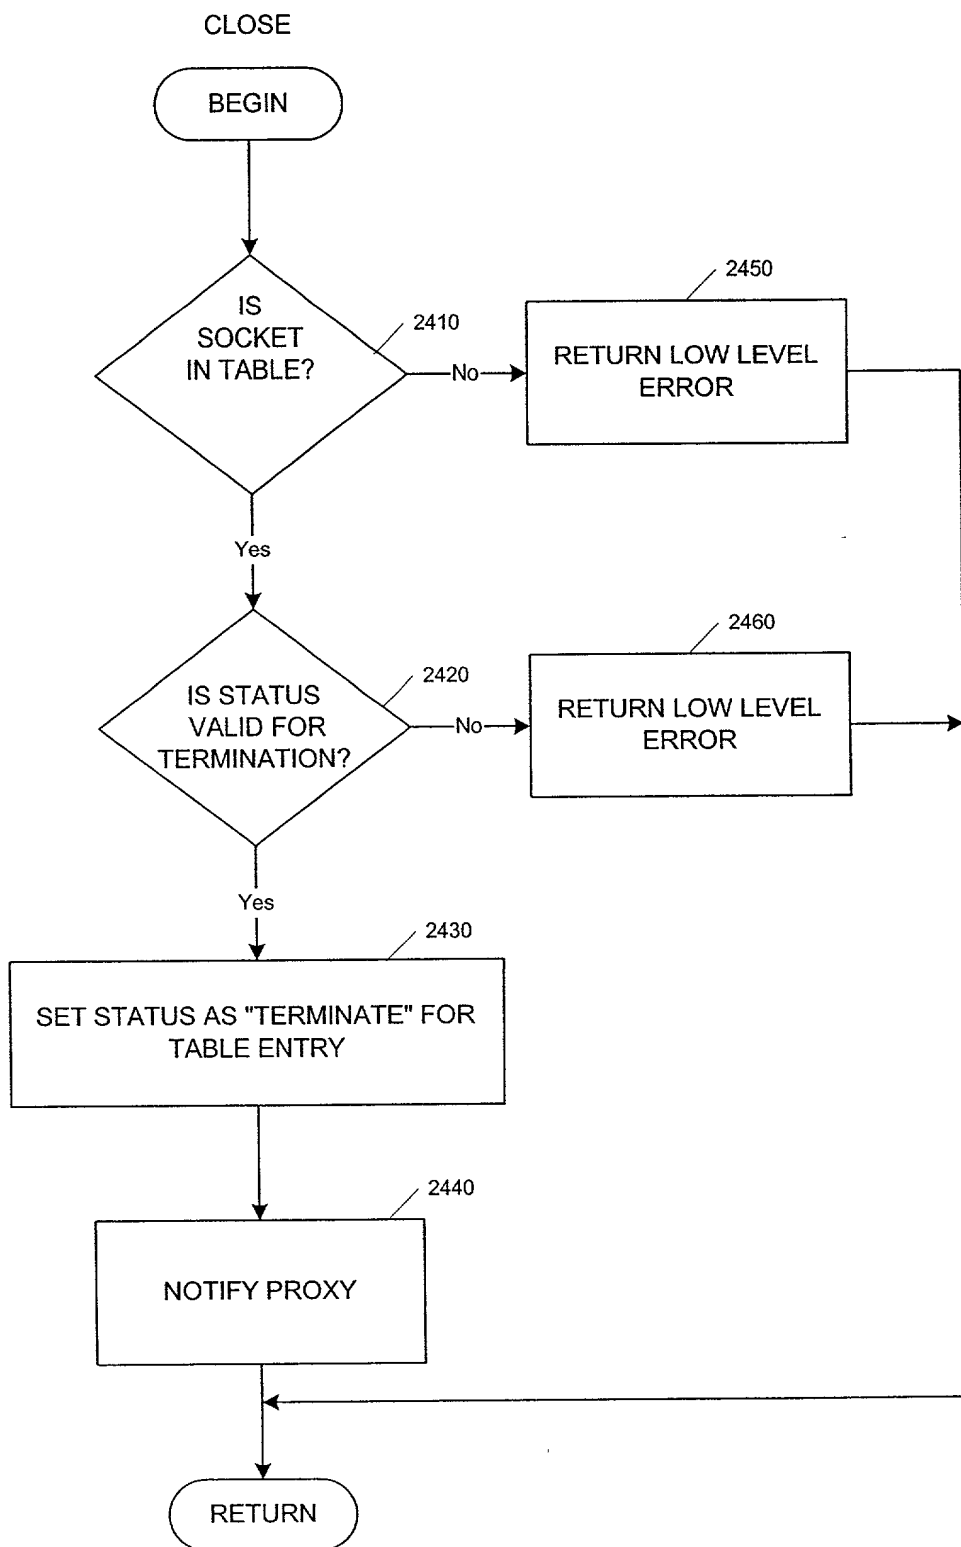 CLOSE
BEGIN
IS
SOCKET
IN TABLE?
2410
No
2450
RETURN LOW LEVEL
ERROR
Yes
IS STATUS
VALID FOR
TERMINATION?
2420
No
2460
RETURN LOW LEVEL
ERROR
Yes
2430
SET STATUS AS "TERMINATE" FOR
TABLE ENTRY
2440
NOTIFY PROXY
RETURN